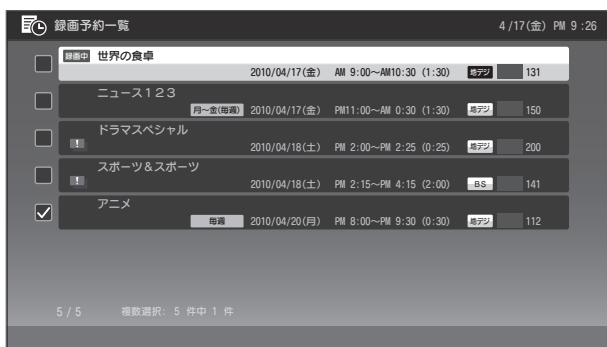 録画予約一覧 4/17(金) PM 9:26
録画中 世界の食卓
2010/04/17(金) AM 9:00～AM10:30 (1:30) 地デジ 131
ニュース123
月～金(毎週) 2010/04/17(金) PM11:00～AM 0:30 (1:30) 地デジ 150
ドラマスペシャル
! 2010/04/18(土) PM 2:00～PM 2:25 (0:25) 地デジ 200
スポーツ&スポーツ
! 2010/04/18(土) PM 2:15～PM 4:15 (2:00) BS 141
アニメ
毎週 2010/04/20(月) PM 8:00～PM 9:30 (0:30) 地デジ 112
5/5 複数選択: 5 件中 1 件